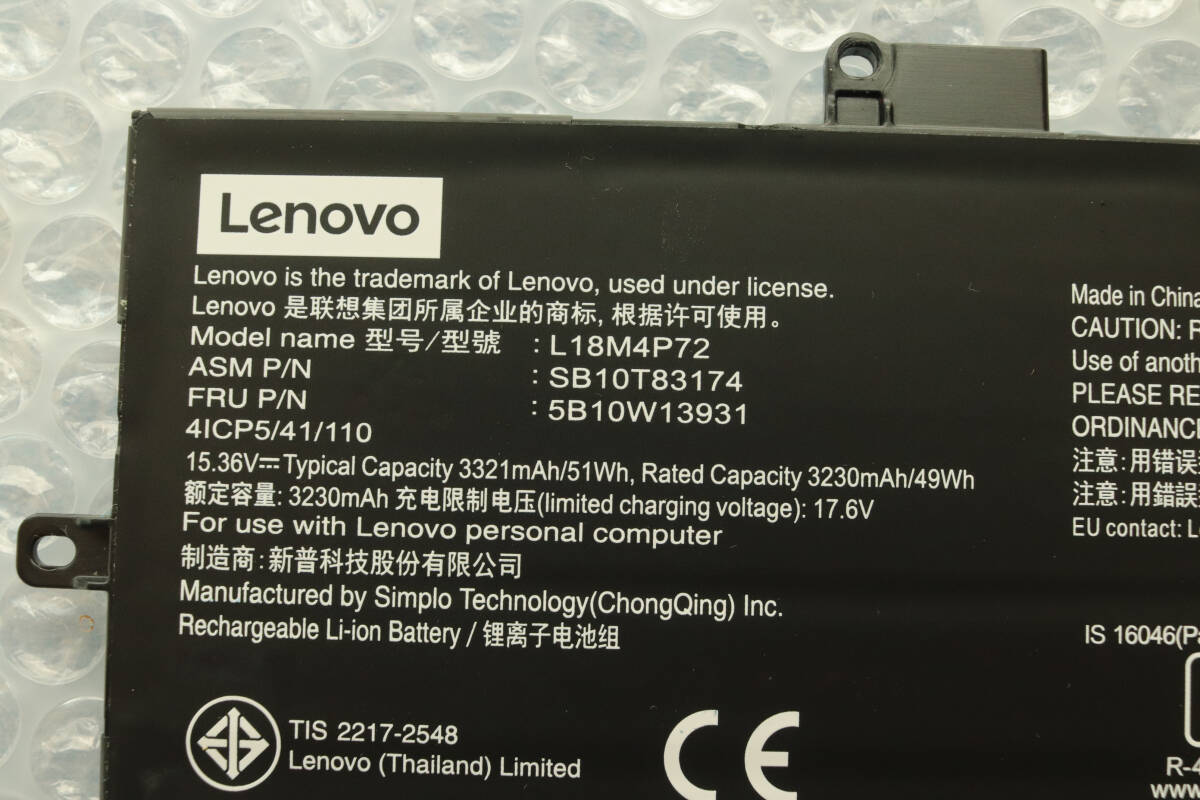 Lenovo
Lenovo is the trademark of Lenovo, used under license.
Lenovo 是联想集团所属企业的商标, 根据许可使用。
Model name 型号/型號 : L18M4P72
ASM P/N : SB10T83174
FRU P/N : 5B10W13931
4ICP5/41/110
15.36V⎓Typical Capacity 3321mAh/51Wh, Rated Capacity 3230mAh/49Wh
额定容量: 3230mAh 充电限制电压(limited charging voltage): 17.6V
For use with Lenovo personal computer
制造商: 新普科技股份有限公司
Manufactured by Simplo Technology(ChongQing) Inc.
Rechargeable Li-ion Battery / 锂离子电池组
TIS 2217-2548
Lenovo (Thailand) Limited
CE
Made in China
CAUTION:
Use of anoth
PLEASE RE
ORDINANC
注意: 用错误
注意: 用錯誤
EU contact: L
IS 16046(P
R-4
www